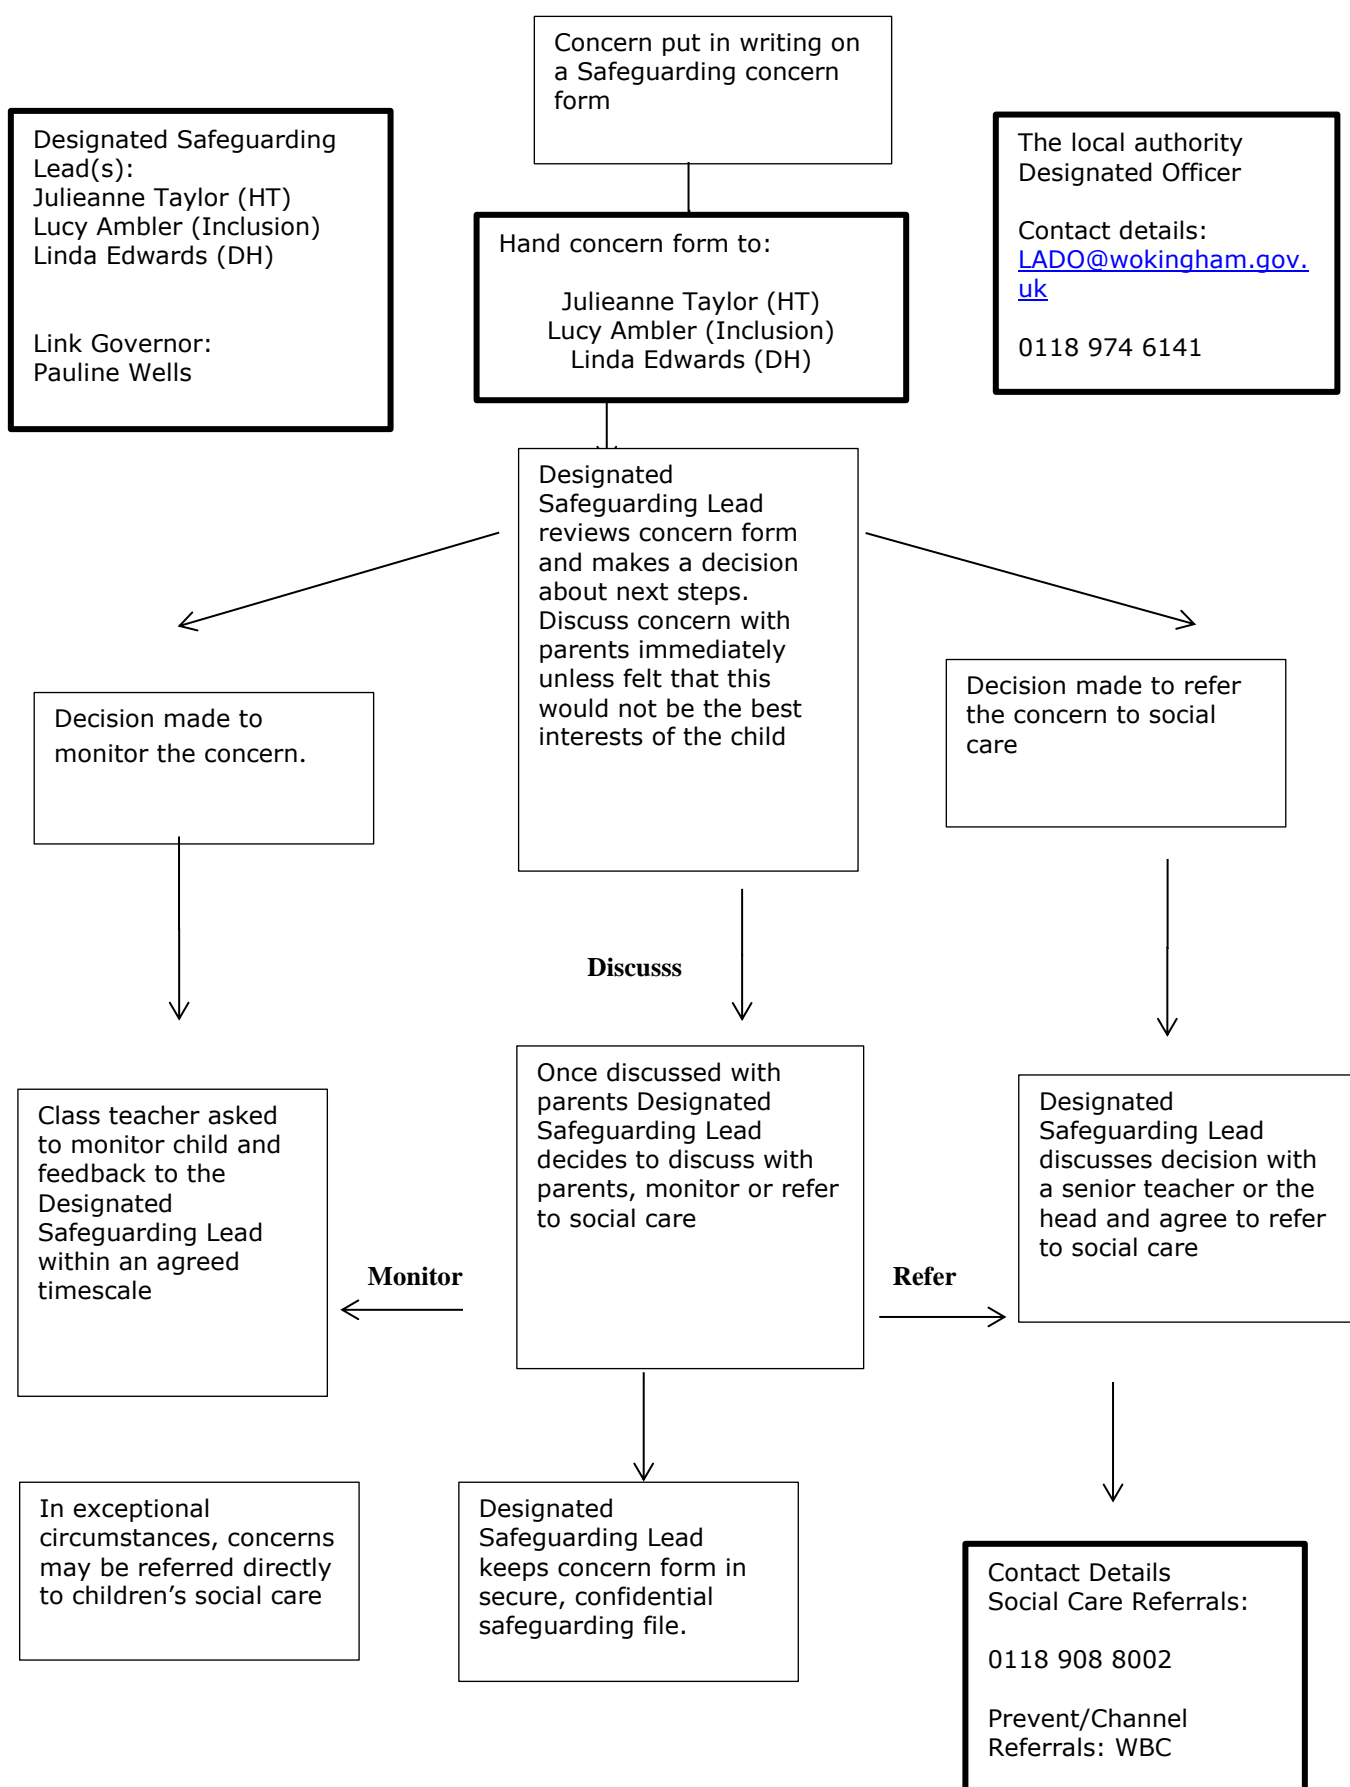 Concern put in writing on
a Safeguarding concern
form
Designated Safeguarding
Lead(s):
Julieanne Taylor (HT)
Lucy Ambler (Inclusion)
Linda Edwards (DH)
Link Governor:
Pauline Wells
Hand concern form to:
Julieanne Taylor (HT)
Lucy Ambler (Inclusion)
Linda Edwards (DH)
The local authority
Designated Officer
Contact details:
LADO@wokingham.gov.
uk
0118 974 6141
Designated
Safeguarding Lead
reviews concern form
and makes a decision
about next steps.
Discuss concern with
parents immediately
unless felt that this
would not be the best
interests of the child
Decision made to
monitor the concern.
Decision made to refer
the concern to social
care
Discusss
Class teacher asked
to monitor child and
feedback to the
Designated
Safeguarding Lead
within an agreed
timescale
Monitor
Once discussed with
parents Designated
Safeguarding Lead
decides to discuss with
parents, monitor or refer
to social care
Refer
Designated
Safeguarding Lead
discusses decision with
a senior teacher or the
head and agree to refer
to social care
In exceptional
circumstances, concerns
may be referred directly
to children’s social care
Designated
Safeguarding Lead
keeps concern form in
secure, confidential
safeguarding file.
Contact Details
Social Care Referrals:
0118 908 8002
Prevent/Channel
Referrals: WBC